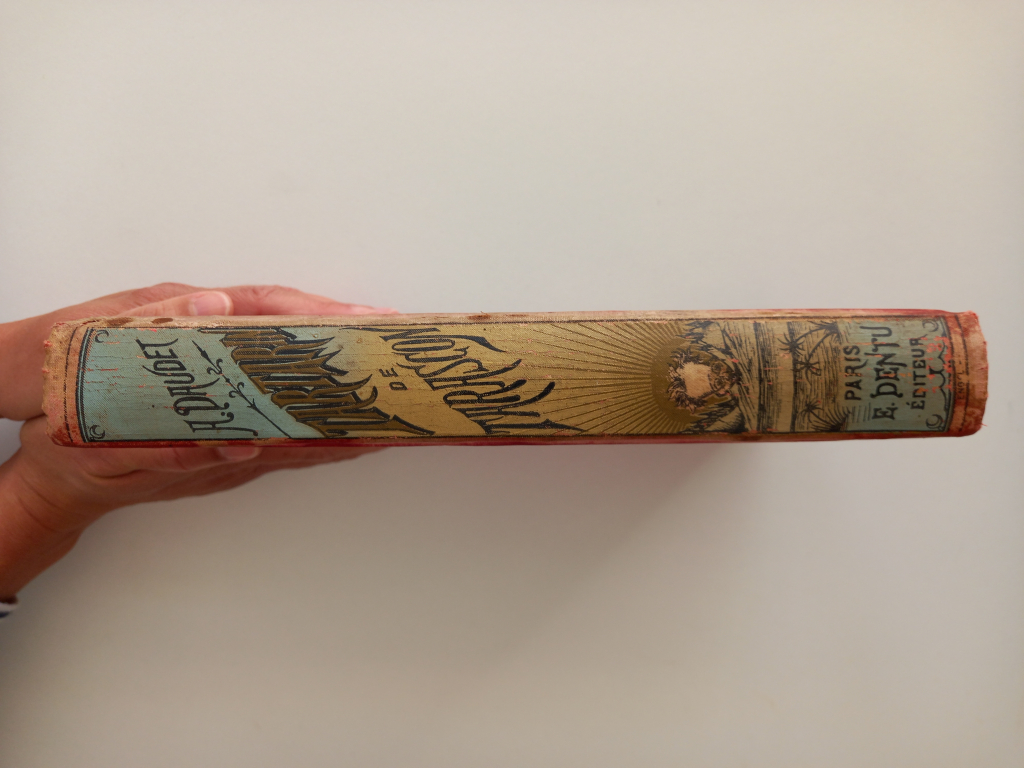 A. DAUDET
TARTARIN
DE
TARASCON
PARIS
E. DENTU
ÉDITEUR